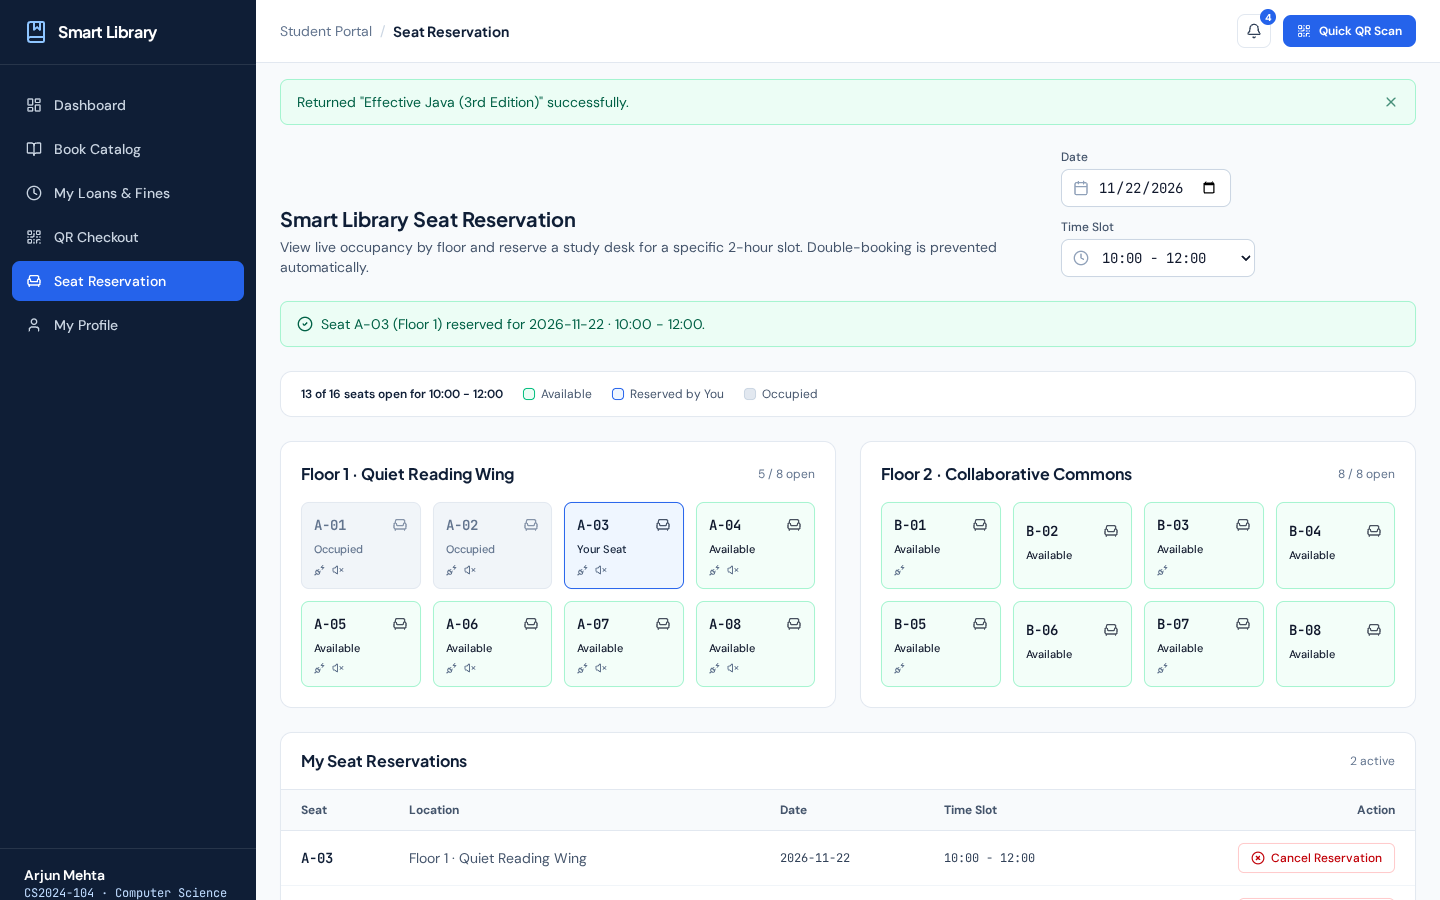 Smart Library
Student Portal / Seat Reservation
4
Quick QR Scan
Dashboard
Book Catalog
My Loans & Fines
QR Checkout
Seat Reservation
My Profile
Arjun Mehta
CS2024-104 · Computer Science
Returned "Effective Java (3rd Edition)" successfully.
Smart Library Seat Reservation
View live occupancy by floor and reserve a study desk for a specific 2-hour slot. Double-booking is prevented
automatically.
Date
11/22/2026
Time Slot
10:00 - 12:00
Seat A-03 (Floor 1) reserved for 2026-11-22 · 10:00 - 12:00.
13 of 16 seats open for 10:00 - 12:00 Available Reserved by You Occupied
Floor 1 · Quiet Reading Wing 5 / 8 open
A-01 Occupied
A-02 Occupied
A-03 Your Seat
A-04 Available
A-05 Available
A-06 Available
A-07 Available
A-08 Available
Floor 2 · Collaborative Commons 8 / 8 open
B-01 Available
B-02 Available
B-03 Available
B-04 Available
B-05 Available
B-06 Available
B-07 Available
B-08 Available
My Seat Reservations 2 active
Seat Location Date Time Slot Action
A-03 Floor 1 · Quiet Reading Wing 2026-11-22 10:00 - 12:00 Cancel Reservation